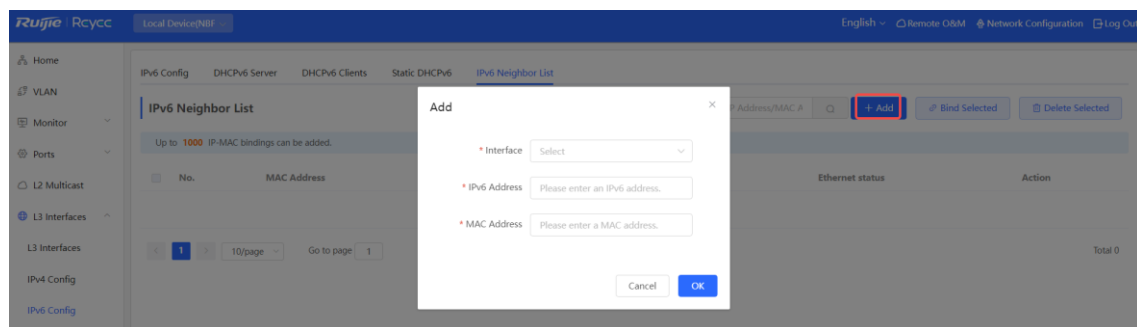 Ruijie Rcycc
Local Device(NBF
English
Remote O&M
Network Configuration
Log Out
Home
VLAN
Monitor
Ports
L2 Multicast
L3 Interfaces
L3 Interfaces
IPv4 Config
IPv6 Config
IPv6 Config
DHCPv6 Server
DHCPv6 Clients
Static DHCPv6
IPv6 Neighbor List
IPv6 Neighbor List
P Address/MAC A
+ Add
Bind Selected
Delete Selected
Up to 1000 IP-MAC bindings can be added.
No.
MAC Address
Ethernet status
Action
1
10/page
Go to page 1
Total 0
Add
* Interface Select
* IPv6 Address Please enter an IPv6 address.
* MAC Address Please enter a MAC address.
Cancel
OK